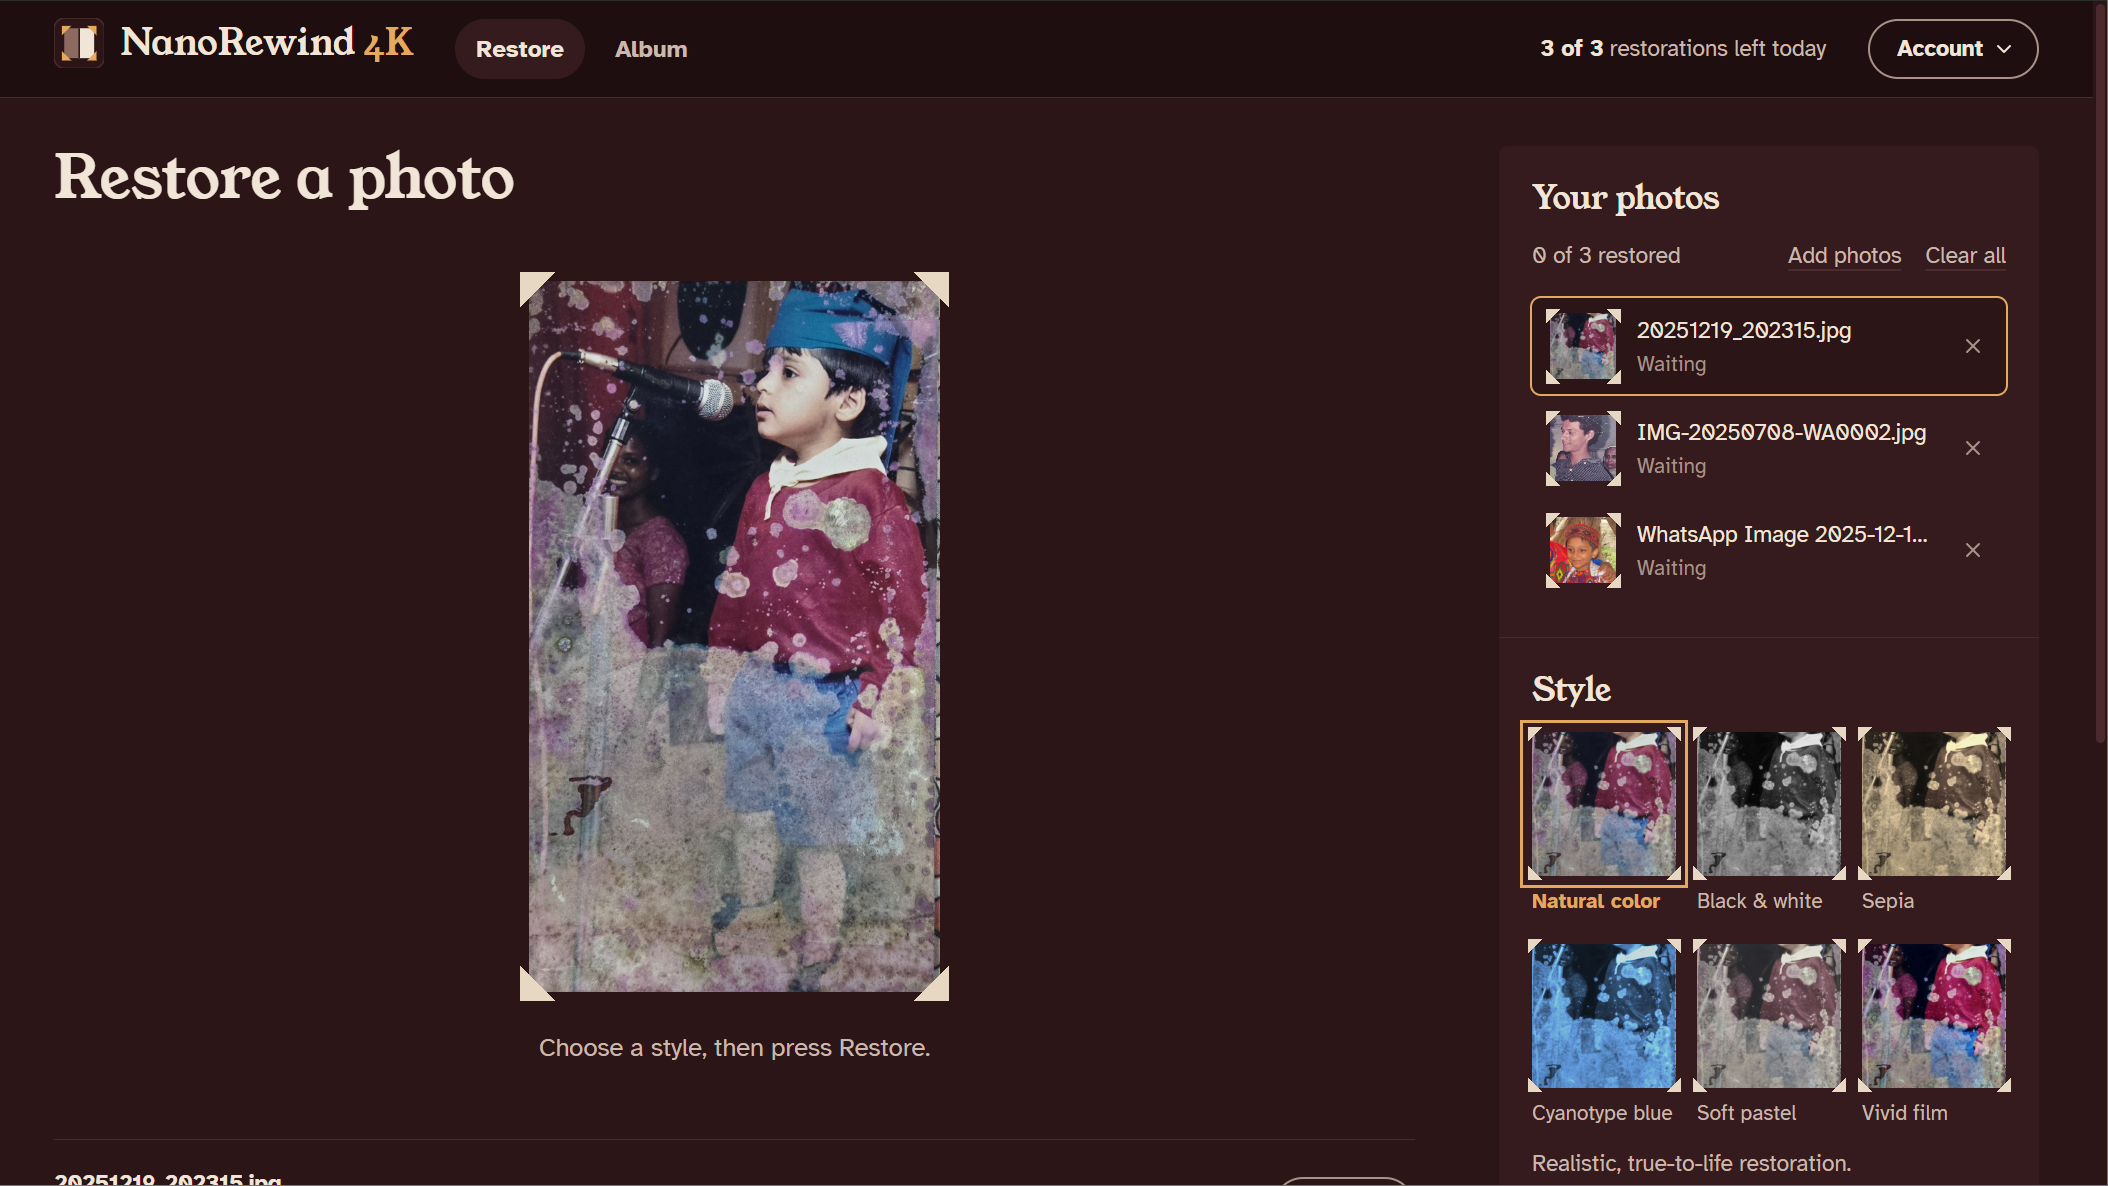 NanoRewind 4K
Restore
Album
3 of 3 restorations left today
Account
Restore a photo
Choose a style, then press Restore.
20251219_202315.jpg
Your photos
0 of 3 restored
Add photos
Clear all
20251219_202315.jpg
Waiting
IMG-20250708-WA0002.jpg
Waiting
WhatsApp Image 2025-12-1...
Waiting
Style
Natural color
Black & white
Sepia
Cyanotype blue
Soft pastel
Vivid film
Realistic, true-to-life restoration.